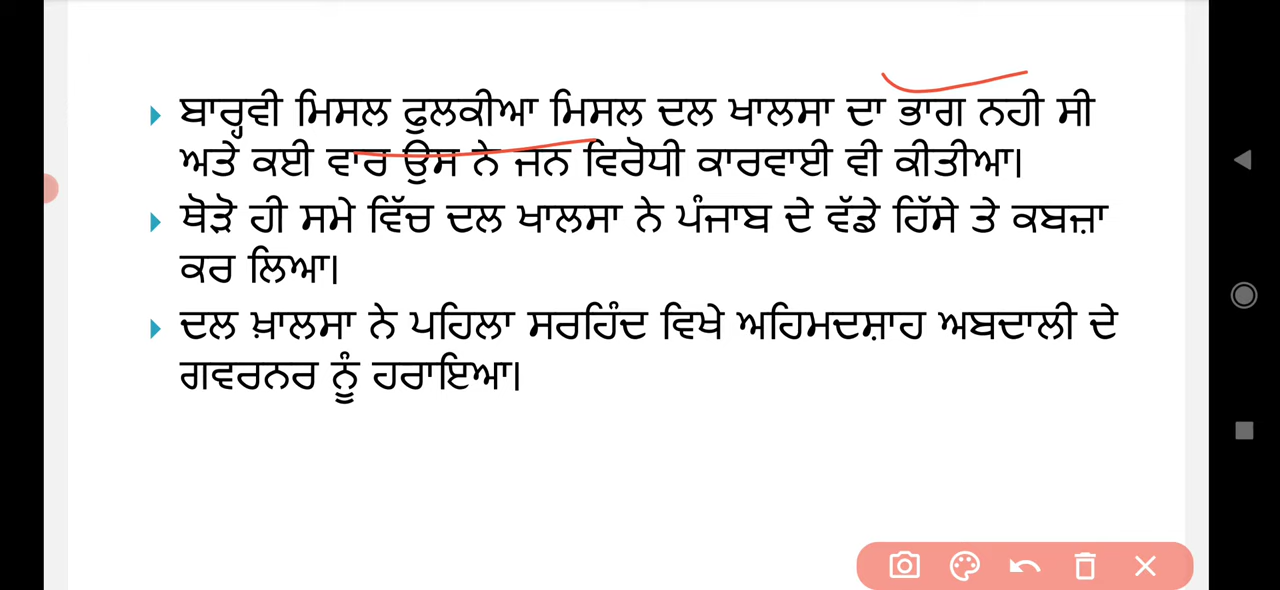 ਬਾਰ੍ਹਵੀ ਮਿਸਲ ਫੁਲਕੀਆ ਮਿਸਲ ਦਲ ਖਾਲਸਾ ਦਾ ਭਾਗ ਨਹੀ ਸੀ
ਅਤੇ ਕਈ ਵਾਰ ਉਸ ਨੇ ਜਨ ਵਿਰੋਧੀ ਕਾਰਵਾਈ ਵੀ ਕੀਤੀਆ।
ਥੋੜੋ ਹੀ ਸਮੇ ਵਿੱਚ ਦਲ ਖਾਲਸਾ ਨੇ ਪੰਜਾਬ ਦੇ ਵੱਡੇ ਹਿੱਸੇ ਤੇ ਕਬਜ਼ਾ
ਕਰ ਲਿਆ।
ਦਲ ਖ਼ਾਲਸਾ ਨੇ ਪਹਿਲਾ ਸਰਹਿੰਦ ਵਿਖੇ ਅਹਿਮਦਸ਼ਾਹ ਅਬਦਾਲੀ ਦੇ
ਗਵਰਨਰ ਨੂੰ ਹਰਾਇਆ।